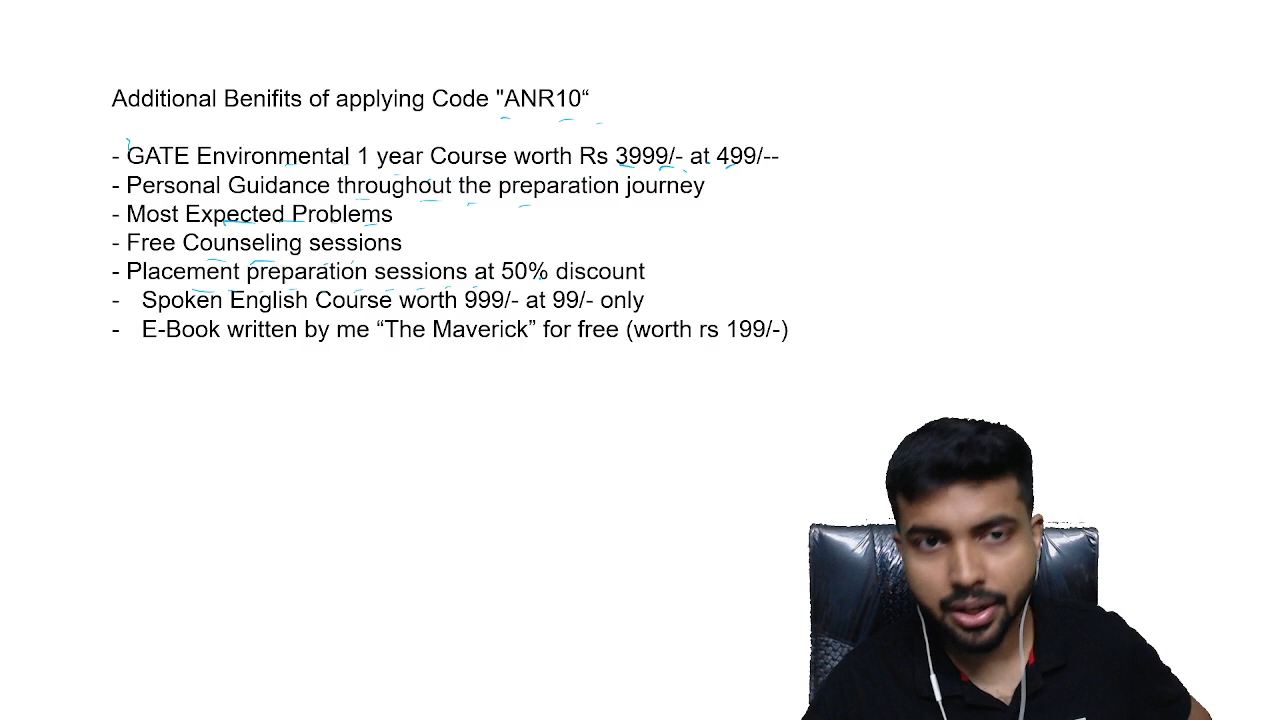 Additional Benifits of applying Code "ANR10“
- GATE Environmental 1 year Course worth Rs 3999/- at 499/--
- Personal Guidance throughout the preparation journey
- Most Expected Problems
- Free Counseling sessions
- Placement preparation sessions at 50% discount
- Spoken English Course worth 999/- at 99/- only
- E-Book written by me “The Maverick” for free (worth rs 199/-)